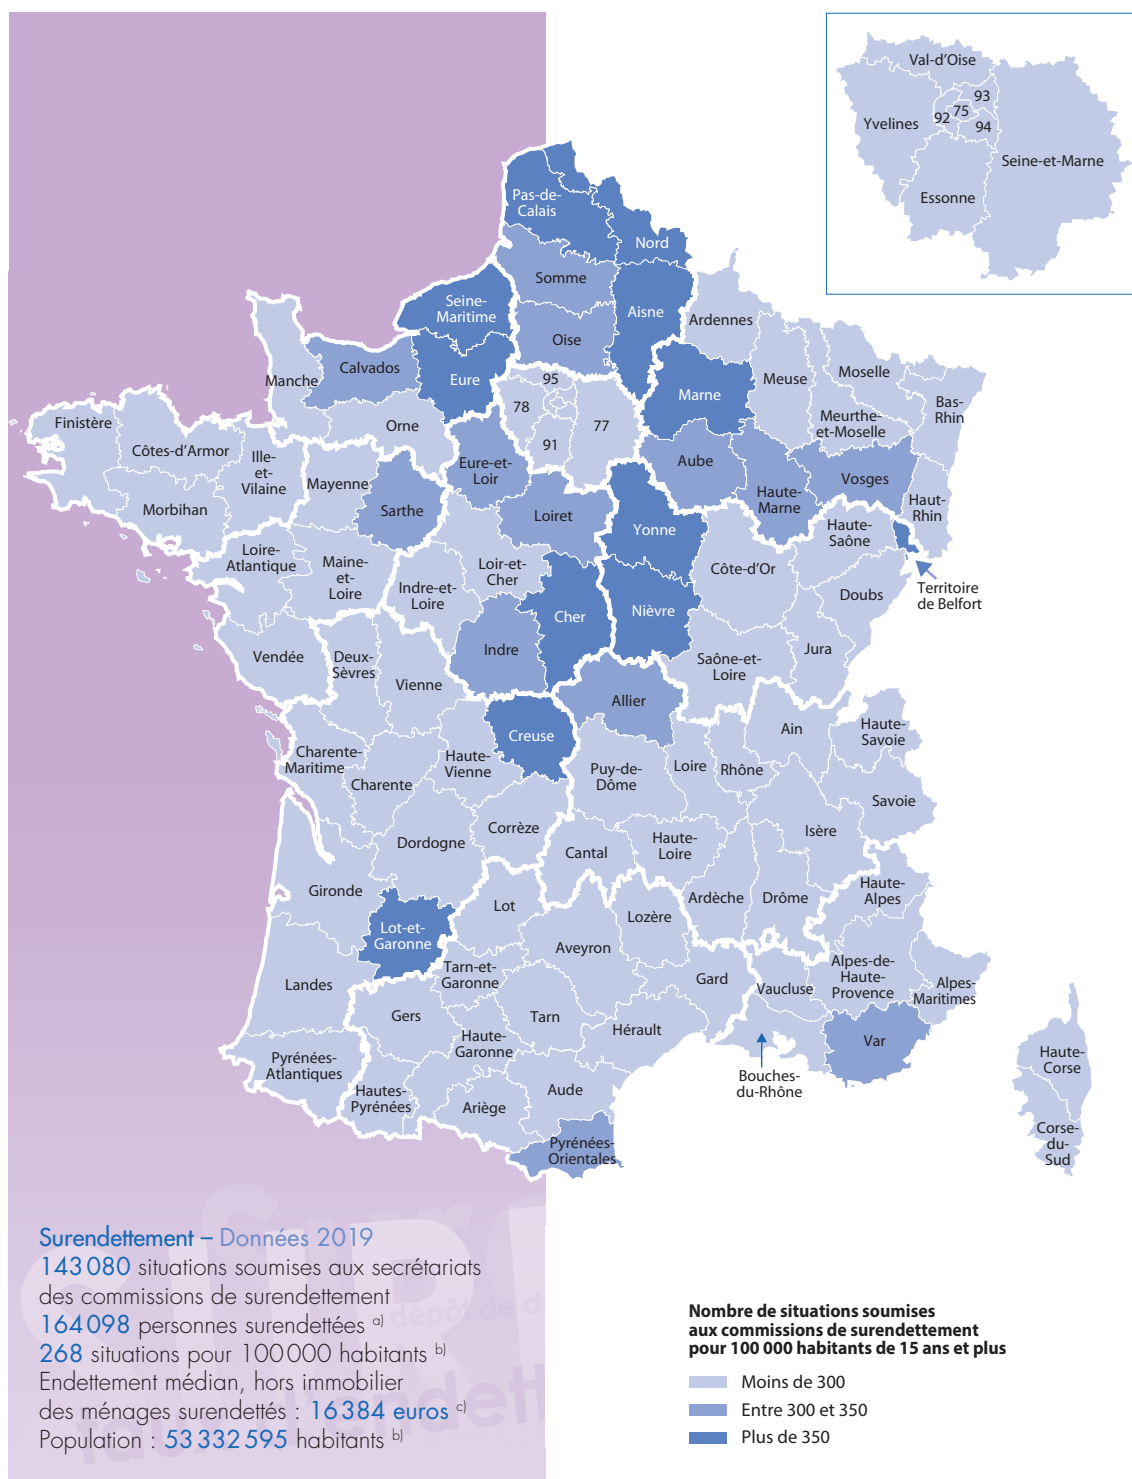 Val-d'Oise
93
75
92
94
Yvelines
Seine-et-Marne
Essonne
Pas-de-
Calais
Nord
Somme
Seine-
Maritime
Aisne
Ardennes
Oise
Calvados
Eure
Manche
95
78
77
91
Marne
Meuse
Moselle
Meurthe-
et-Moselle
Bas-
Rhin
Finistère
Côtes-d'Armor
Orne
Ille-
et-
Vilaine
Mayenne
Eure-et-
Loir
Aube
Haute-
Marne
Vosges
Haut-
Rhin
Morbihan
Sarthe
Loiret
Yonne
Haute-
Saône
Loire-
Atlantique
Maine-
et-
Loire
Indre-et-
Loire
Loir-et-
Cher
Côte-d'Or
Doubs
Territoire
de Belfort
Cher
Nièvre
Vendée
Deux-
Sèvres
Vienne
Indre
Saône-et-
Loire
Jura
Allier
Creuse
Charente-
Maritime
Charente
Haute-
Vienne
Puy-de-
Dôme
Loire
Rhône
Ain
Haute-
Savoie
Savoie
Isère
Dordogne
Corrèze
Cantal
Haute-
Loire
Ardèche
Drôme
Haute-
Alpes
Gironde
Lot-et-
Garonne
Lot
Aveyron
Lozère
Landes
Tarn-et-
Garonne
Gard
Vaucluse
Alpes-de-
Haute-
Provence
Alpes-
Maritimes
Gers
Haute-
Garonne
Tarn
Hérault
Var
Pyrénées-
Atlantiques
Hautes-
Pyrénées
Ariège
Aude
Bouches-
du-Rhône
Pyrénées-
Orientales
Haute-
Corse
Corse-
du-
Sud
Surendettement – Données 2019
143 080 situations soumises aux secrétariats
des commissions de surendettement
164 098 personnes surendettées a)
268 situations pour 100 000 habitants b)
Endettement médian, hors immobilier
des ménages surendettés : 16 384 euros c)
Population : 53 332 595 habitants b)
Nombre de situations soumises
aux commissions de surendettement
pour 100 000 habitants de 15 ans et plus
Moins de 300
Entre 300 et 350
Plus de 350